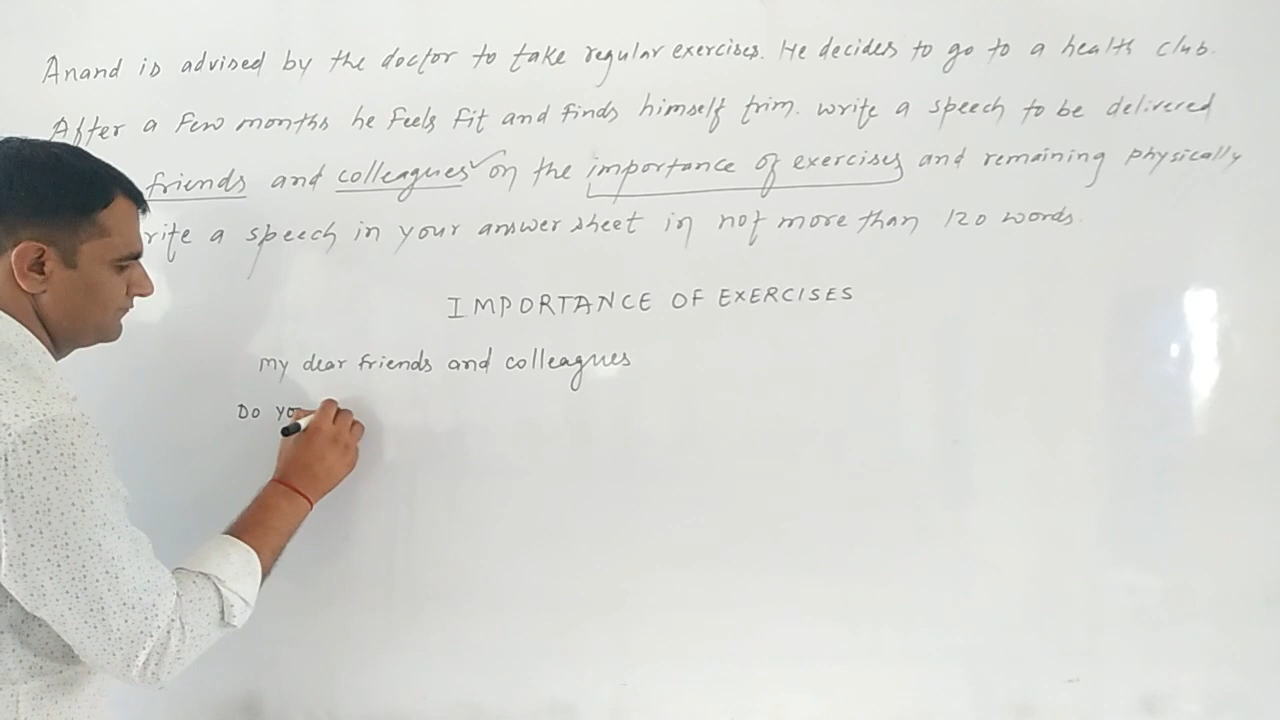 Anand is advised by the doctor to take regular exercises. He decides to go to a health club.
After a few months he feels fit and finds himself trim. write a speech to be delivered
friends and colleagues on the importance of exercises and remaining physically
rite a speech in your answer sheet in not more than 120 words.
IMPORTANCE OF EXERCISES
My dear friends and colleagues
Do yo